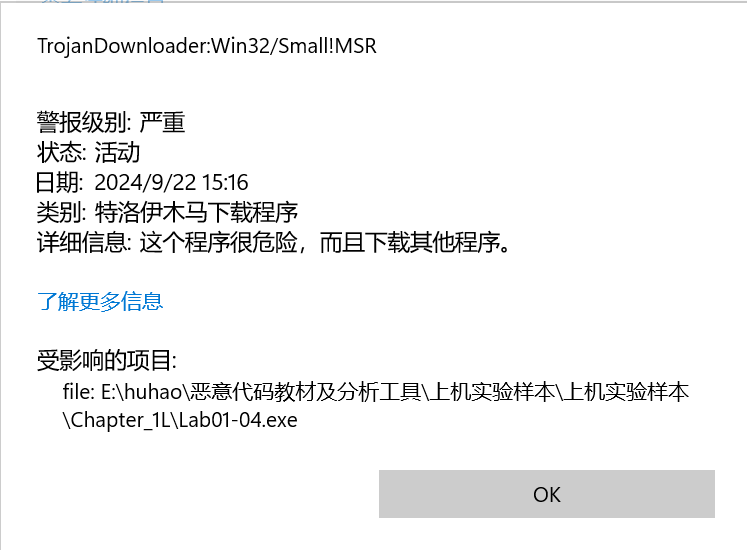 TrojanDownloader:Win32/Small!MSR
警报级别: 严重
状态: 活动
日期: 2024/9/22 15:16
类别: 特洛伊木马下载程序
详细信息: 这个程序很危险，而且下载其他程序。
了解更多信息
受影响的项目:
file: E:\huhao\恶意代码教材及分析工具\上机实验样本\上机实验样本
\Chapter_1L\Lab01-04.exe
OK